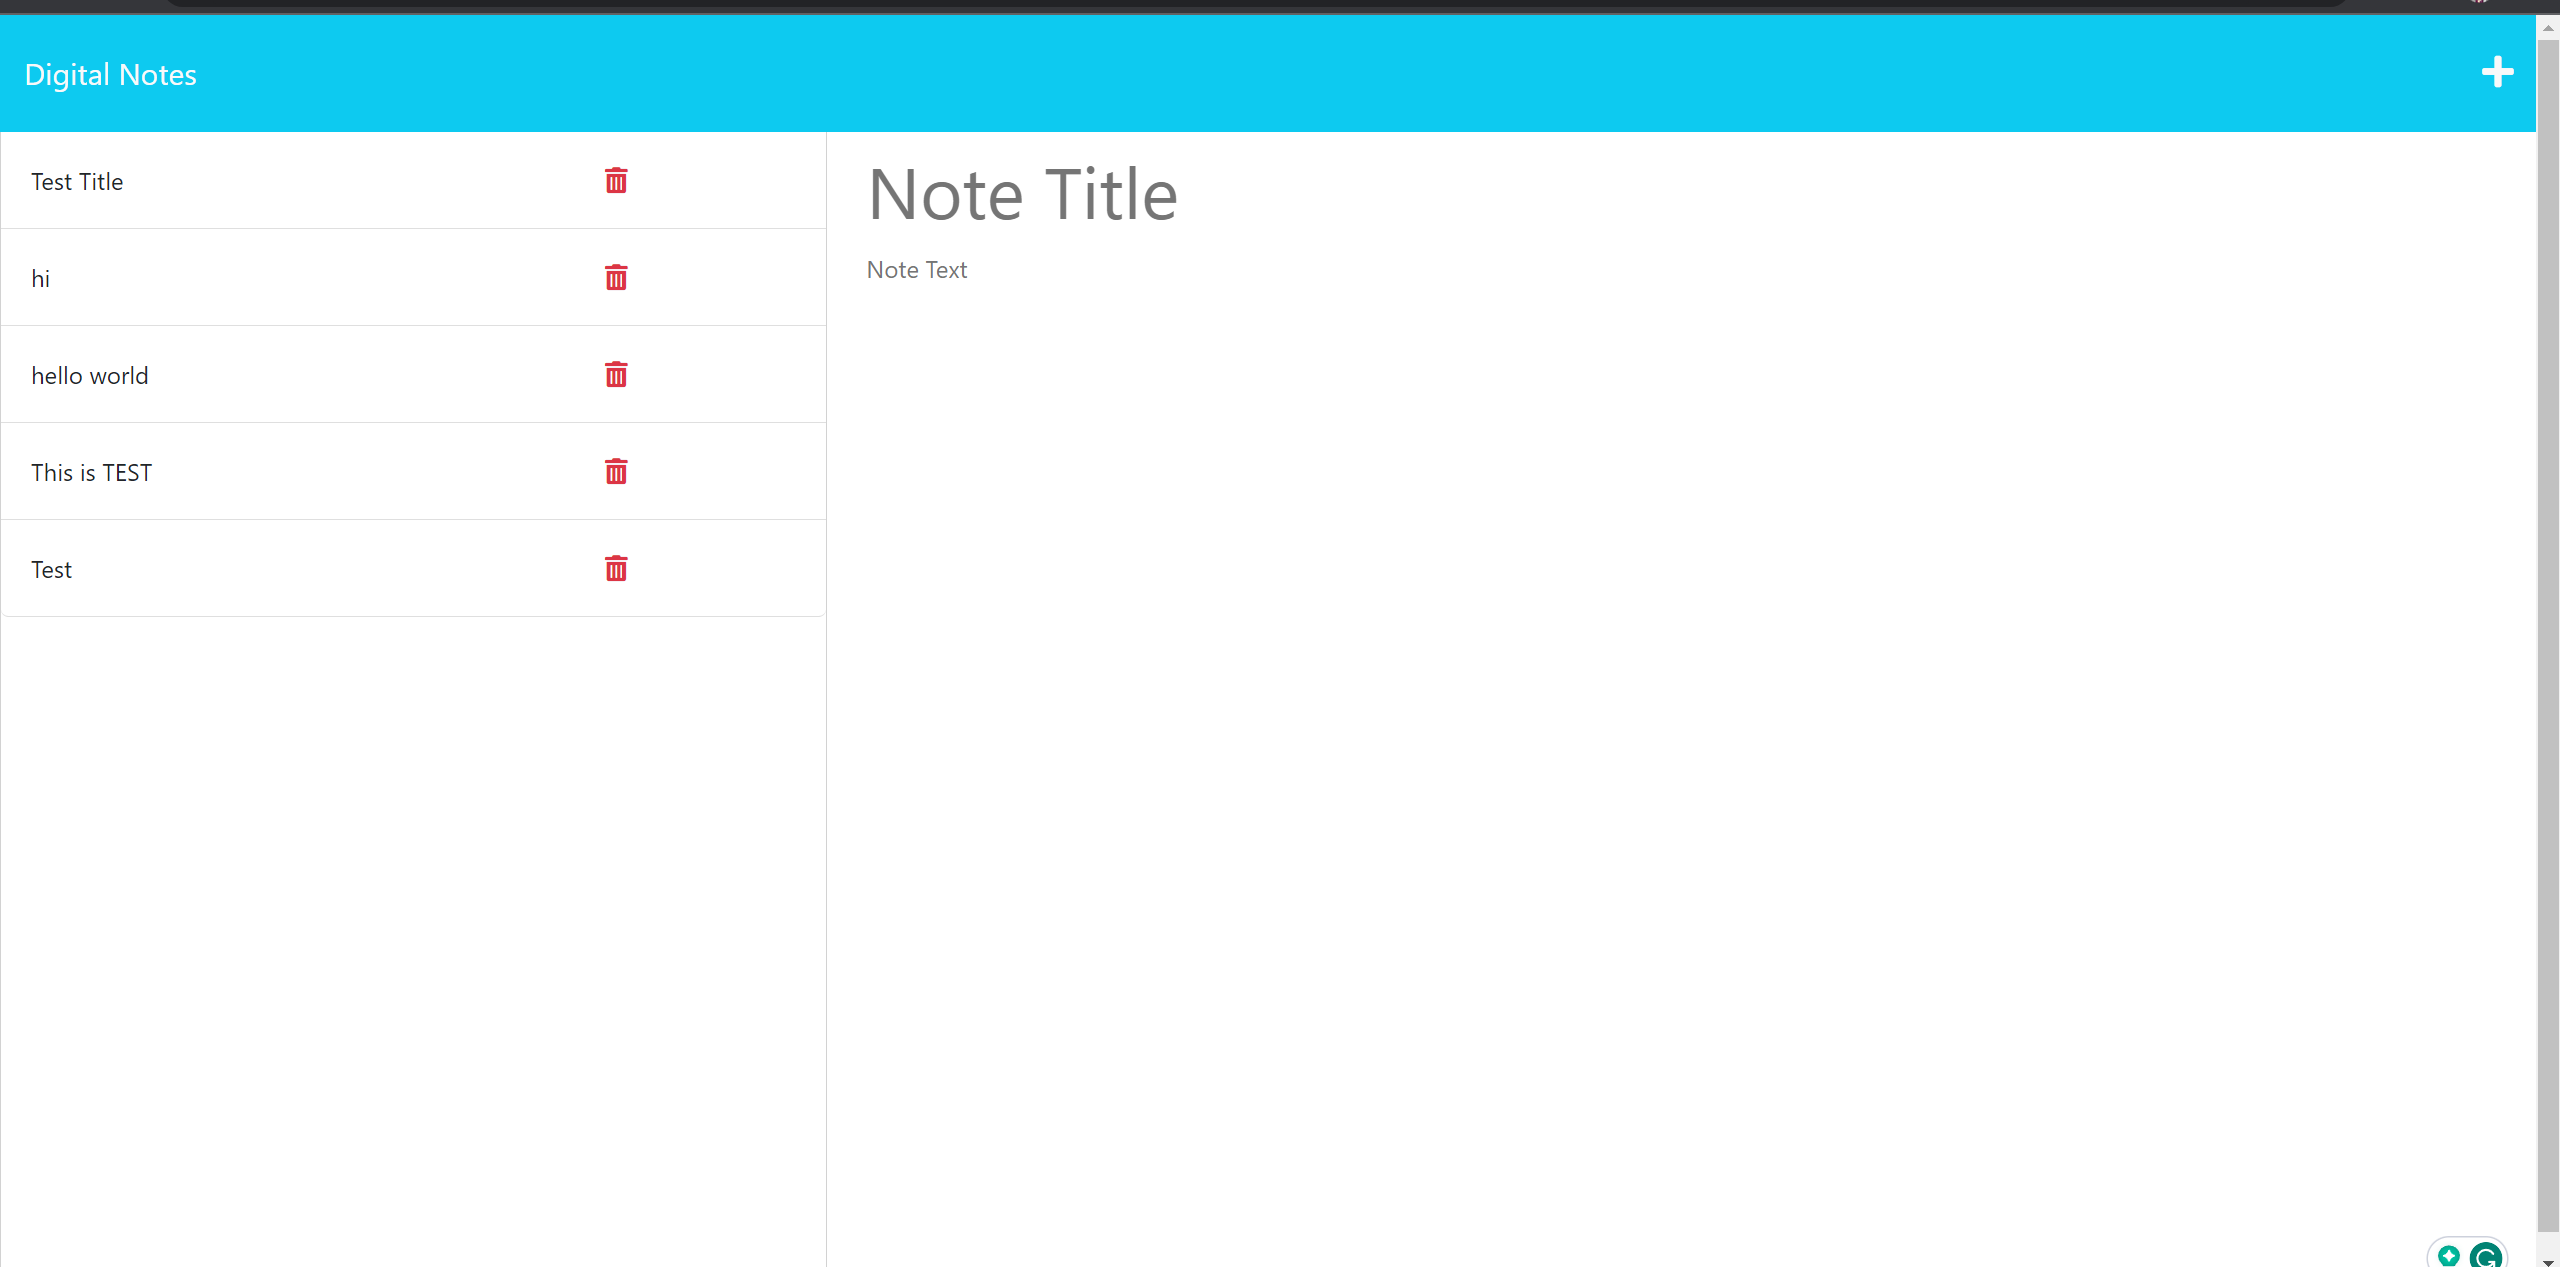 Digital Notes
Test Title
hi
hello world
This is TEST
Test
Note Title
Note Text